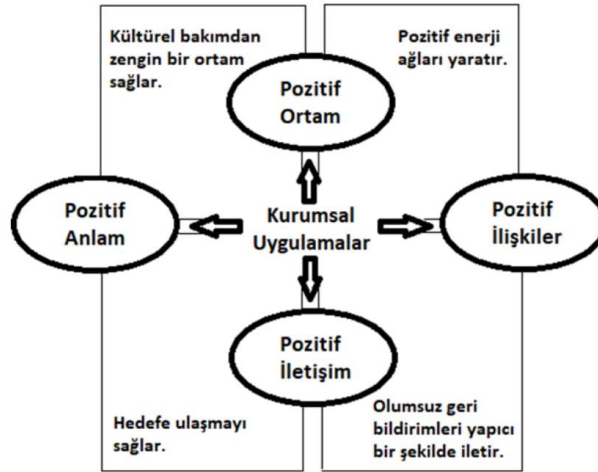 Kültürel bakımdan
zengin bir ortam
sağlar.
Pozitif enerji
ağları yaratır.
Pozitif
Ortam
Pozitif
Anlam
Kurumsal
Uygulamalar
Pozitif
İlişkiler
Pozitif
İletişim
Hedefe ulaşmayı
sağlar.
Olumsuz geri
bildirimleri yapıcı
bir şekilde iletir.